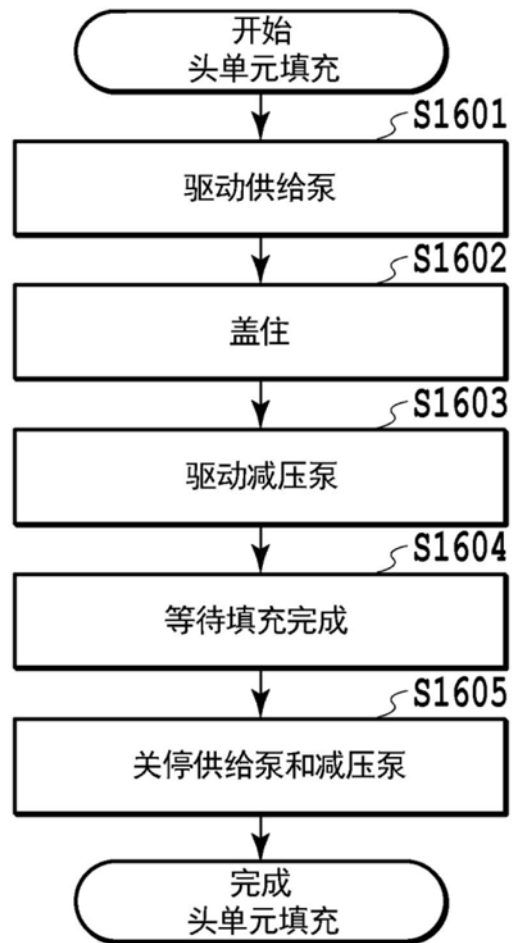 开始
头单元填充
S1601
驱动供给泵
S1602
盖住
S1603
驱动减压泵
S1604
等待填充完成
S1605
关停供给泵和减压泵
完成
头单元填充